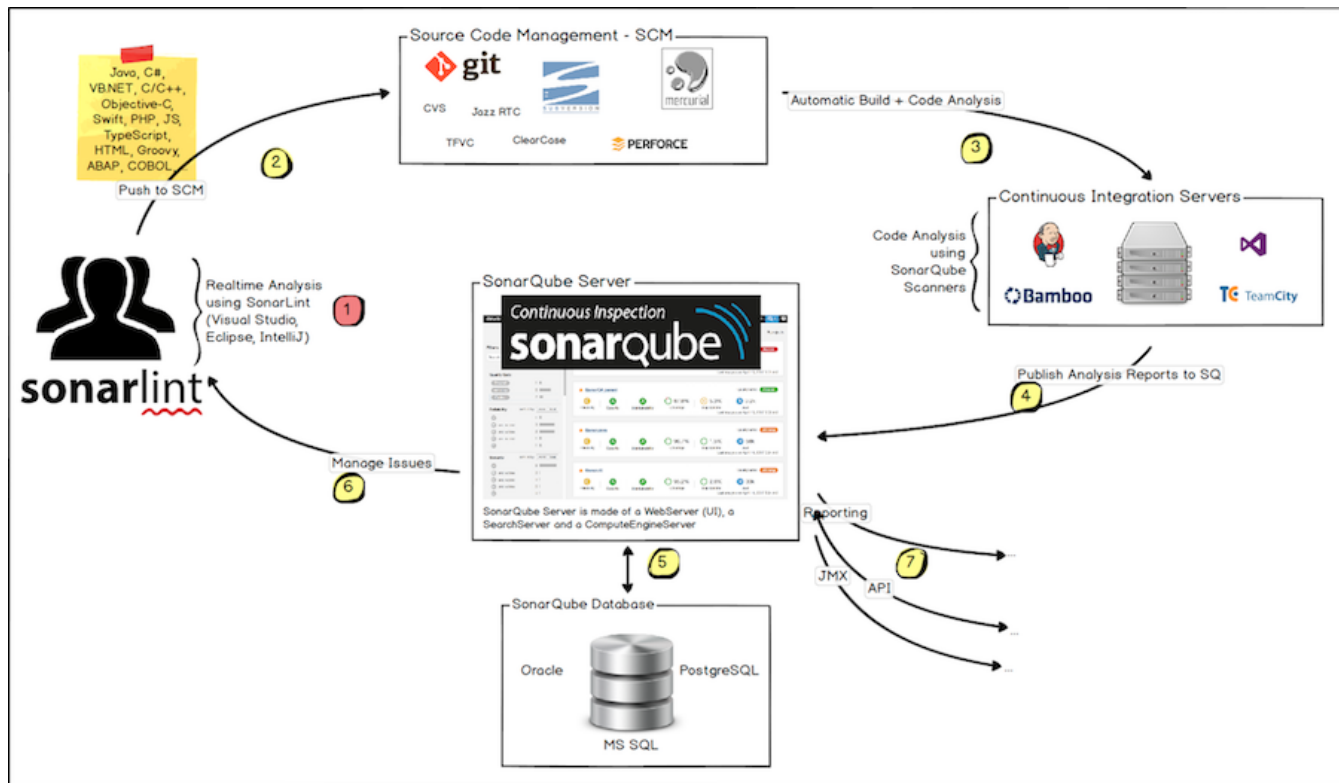 Source Code Management - SCM
git
CVS
Jazz RTC
SUBVERSION
mercurial
TFVC
ClearCase
PERFORCE
Java, C#,
VB.NET, C/C++,
Objective-C,
Swift, PHP, JS,
TypeScript,
HTML, Groovy,
ABAP, COBOL,...
2
Push to SCM
Automatic Build + Code Analysis
3
Continuous Integration Servers
Code Analysis
using
SonarQube
Scanners
Bamboo
TC TeamCity
Realtime Analysis
using SonarLint
(Visual Studio,
Eclipse, IntelliJ)
1
sonarlint
SonarQube Server
Continuous Inspection
sonarqube
SonarQube Server is made of a WebServer (UI), a
SearchServer and a ComputeEngineServer
Publish Analysis Reports to SQ
4
Manage Issues
6
Reporting
...
7
JMX
API
...
...
5
SonarQube Database
Oracle
PostgreSQL
MS SQL